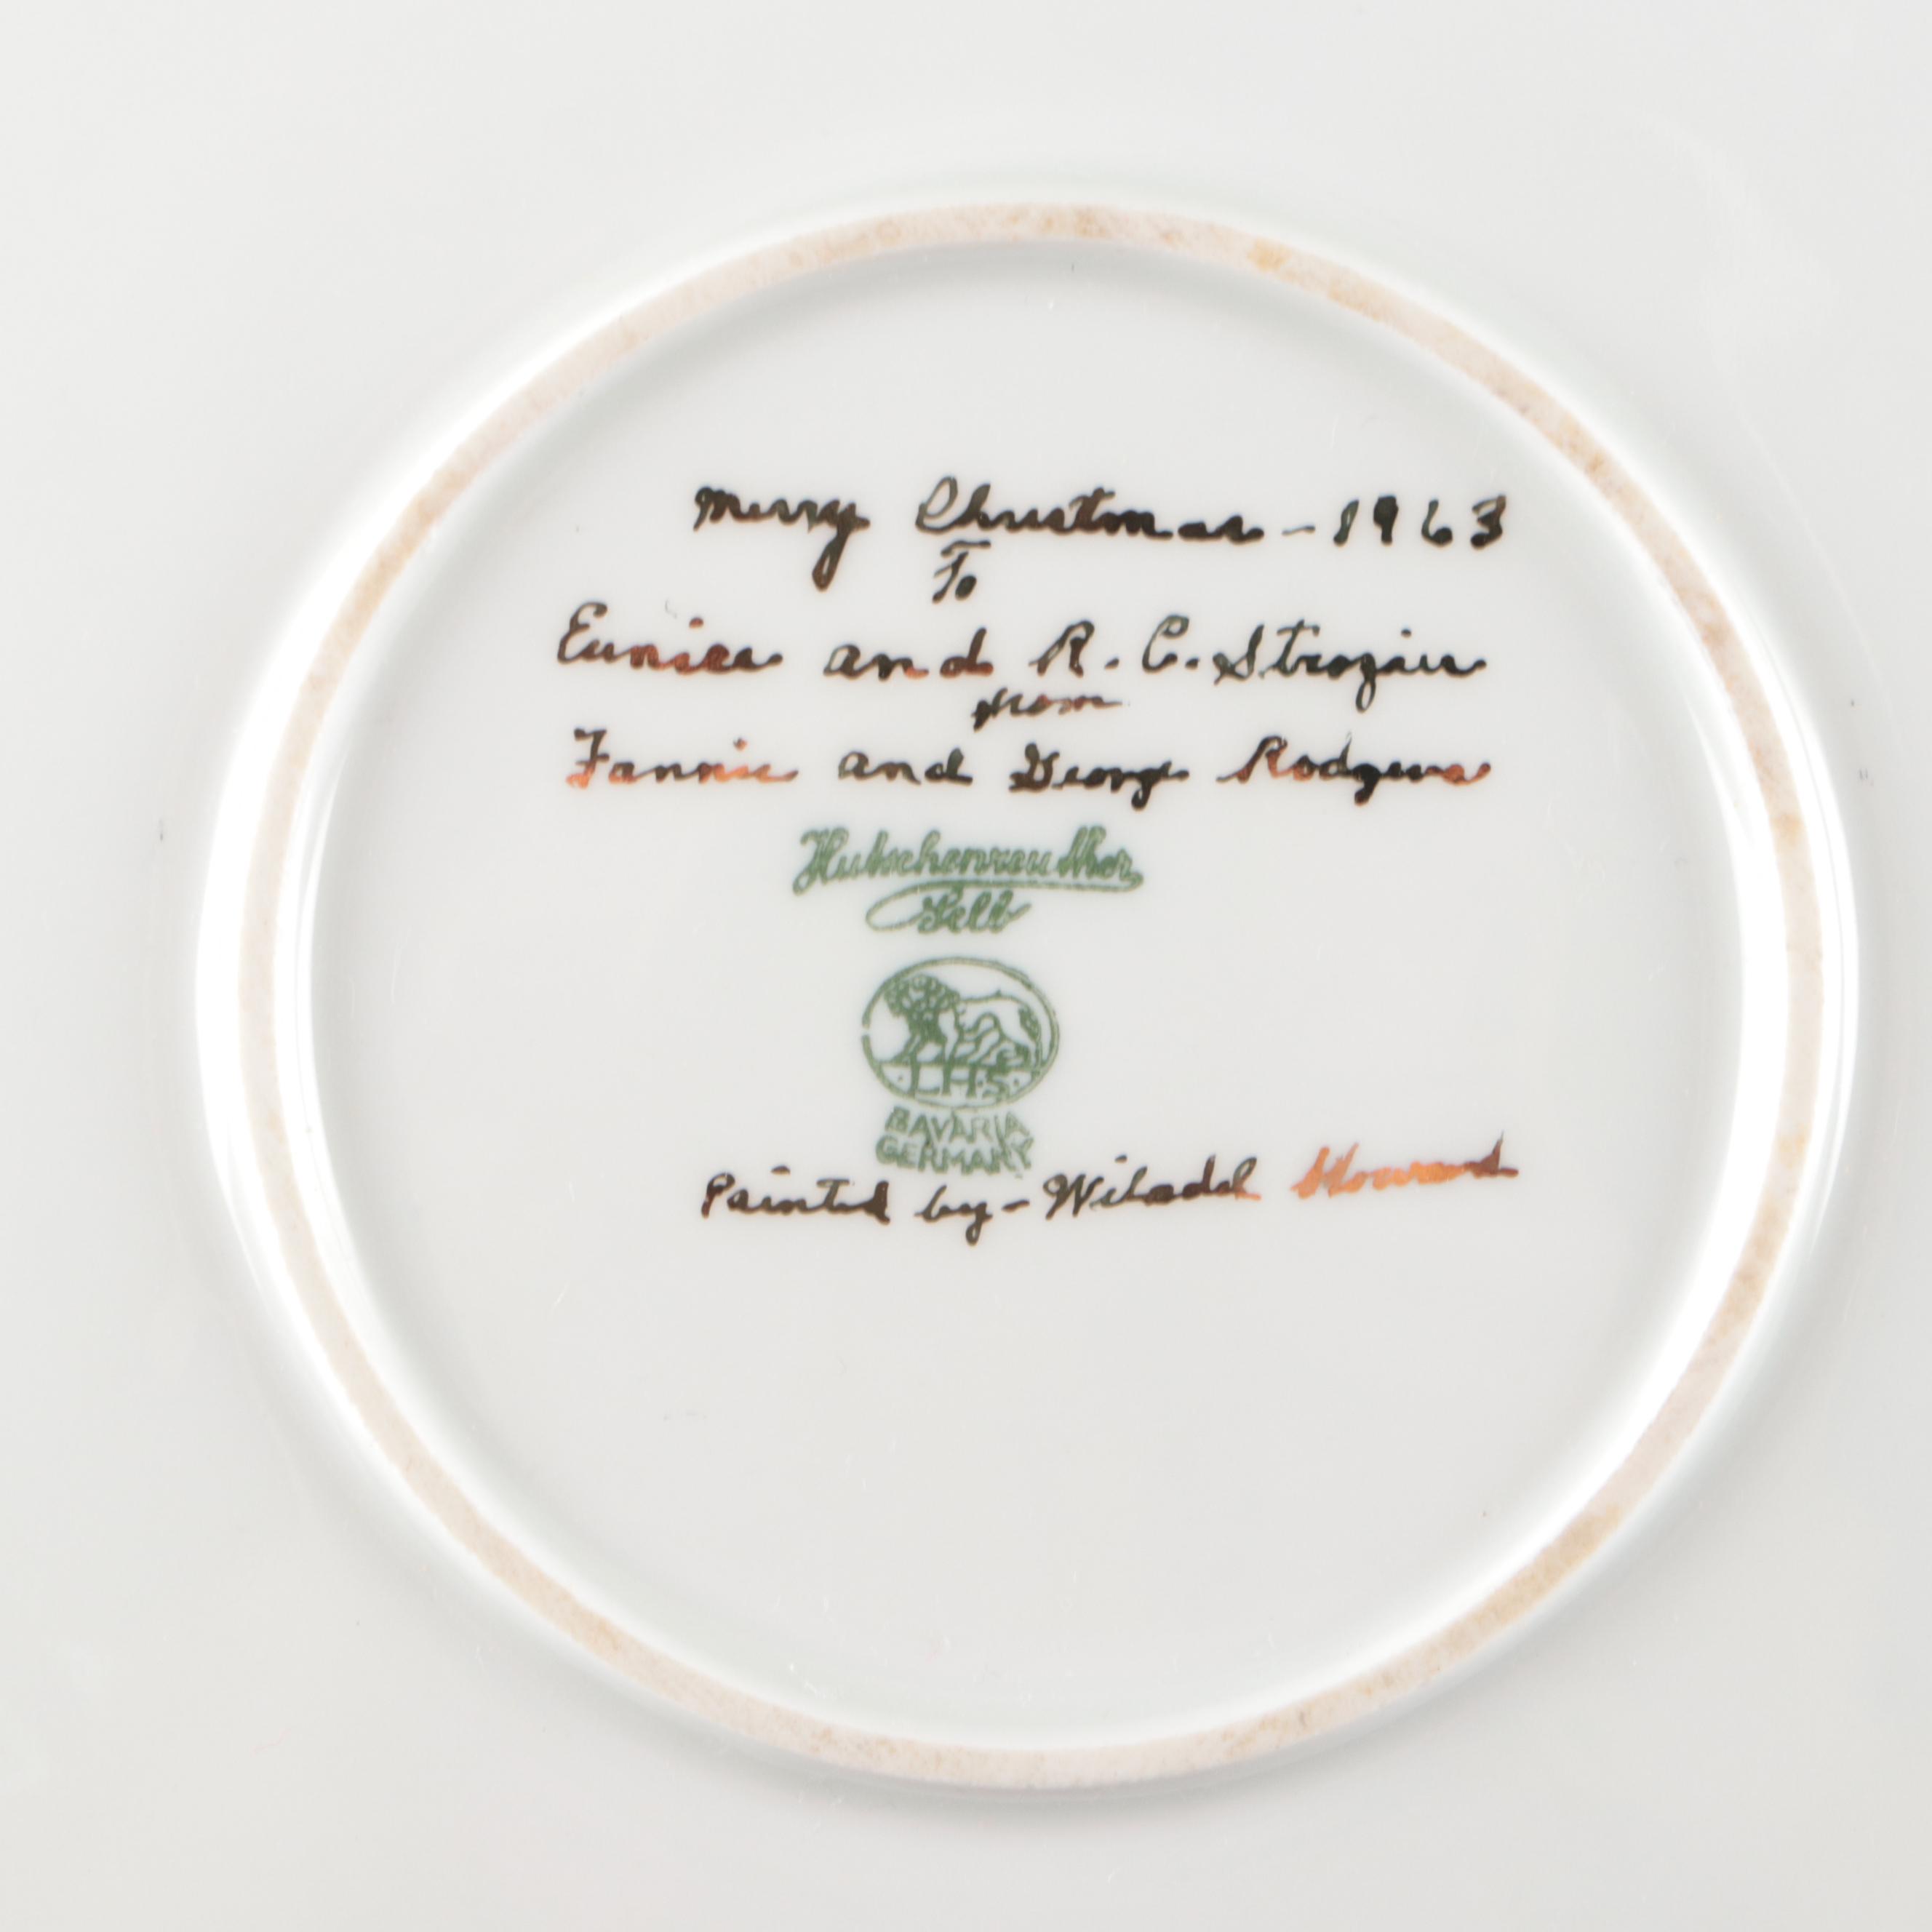 Merry Christmas - 1963
To
Eunice and R. C. Strozier
from
Fannie and George Rodgers
Hutschenreuther
Selb
·L.H.S.·
BAVARIA
GERMANY
Painted by - Wiladel Howard